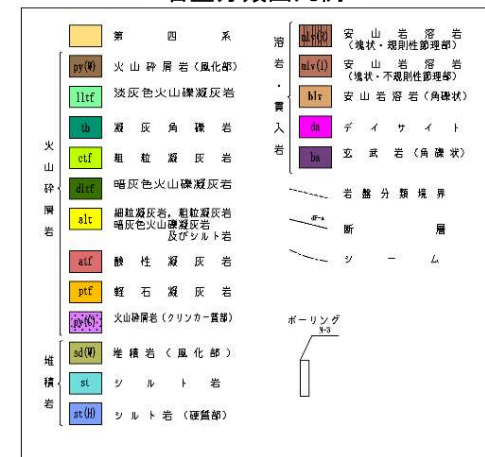 第四系
火山砕屑岩
py(W) 火山砕屑岩(風化部)
lltf 淡灰色火山礫凝灰岩
tb 凝灰角礫岩
ctf 粗粒凝灰岩
dltf 暗灰色火山礫凝灰岩
alt 細粒凝灰岩, 粗粒凝灰岩
暗灰色火山礫凝灰岩
及びシルト岩
atf 酸性凝灰岩
ptf 軽石凝灰岩
py(C) 火山砕屑岩(クリンカー質部)
堆積岩
sd(W) 堆積岩(風化部)
st シルト岩
st(H) シルト岩(硬質部)
溶岩・貫入岩
安山岩溶岩
(塊状・規則性節理部)
mlv(I) 安山岩溶岩
(塊状・不規則性節理部)
blv 安山岩溶岩(角礫状)
da デイサイト
ba 玄武岩(角礫状)
岩盤分類境界
断層
シーム
ボーリング
N-3